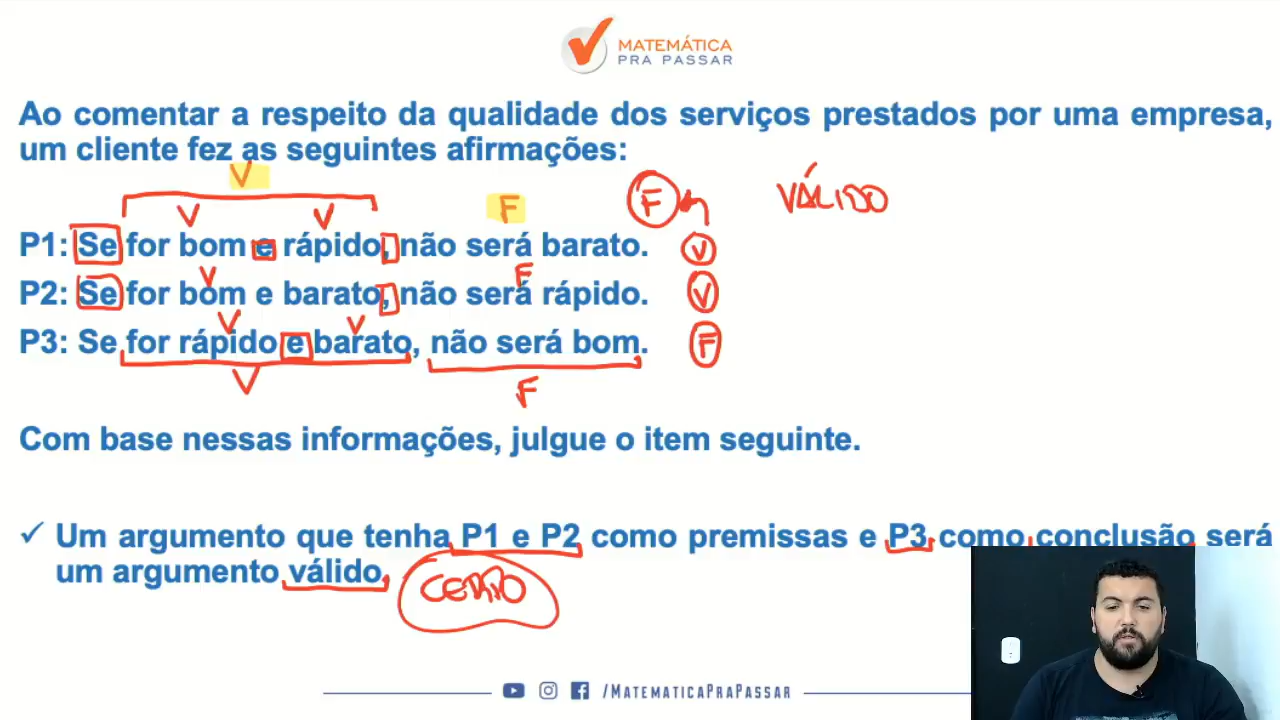 MATEMÁTICA
PRA PASSAR
Ao comentar a respeito da qualidade dos serviços prestados por uma empresa,
um cliente fez as seguintes afirmações:
V
V V F F VÁLIDO
P1: Se for bom e rápido, não será barato. V
V F
P2: Se for bom e barato, não será rápido. V
V V
P3: Se for rápido e barato, não será bom. F
V F
Com base nessas informações, julgue o item seguinte.
✓ Um argumento que tenha P1 e P2 como premissas e P3 como conclusão será
um argumento válido. CERTO
/MATEMATICAPRAPASSAR